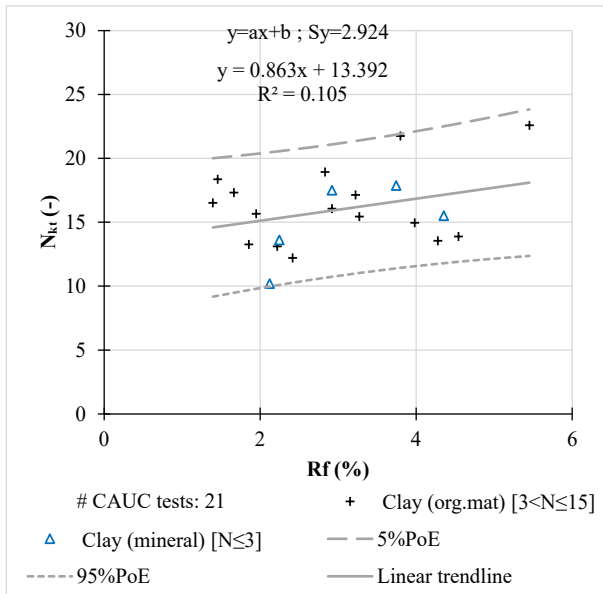 y=ax+b ; Sy=2.924
y = 0.863x + 13.392
R² = 0.105
30
25
20
15
10
5
0
Nkt (-)
0 2 4 6
Rf (%)
# CAUC tests: 21
Clay (org.mat) [3<N≤15]
Clay (mineral) [N≤3]
5%PoE
95%PoE
Linear trendline